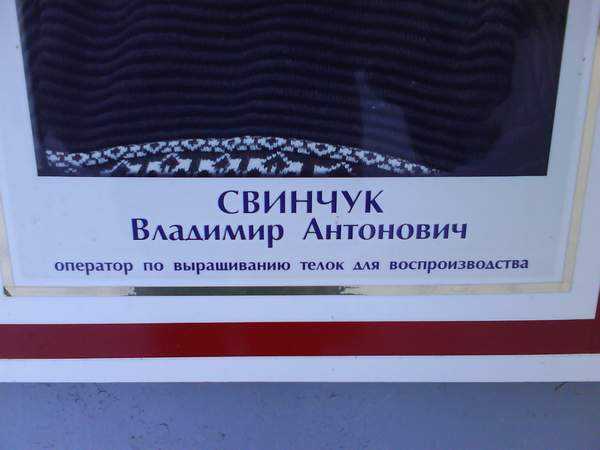 СВИНЧУК
Владимир Антонович
оператор по выращиванию телок для воспроизводства